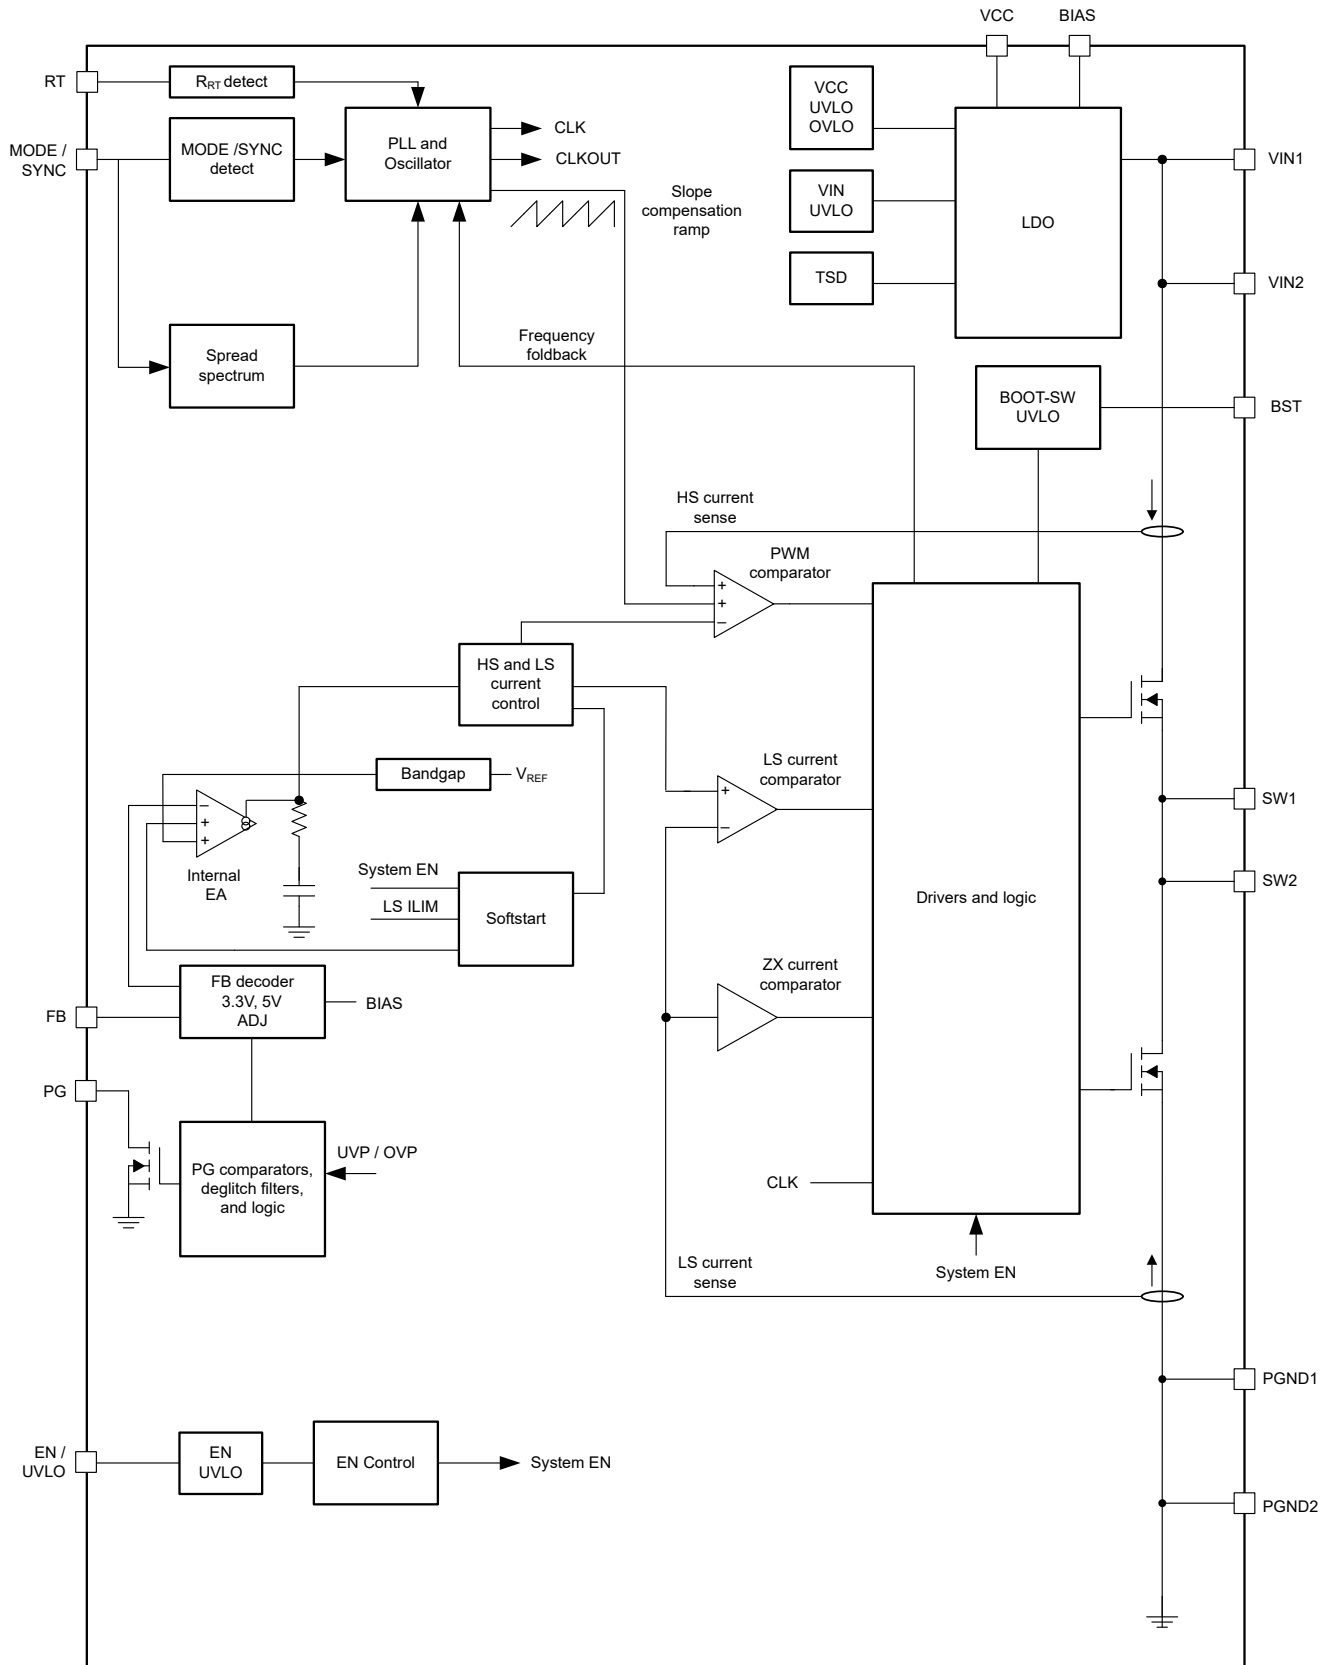 VCC
BIAS
RT
RRT detect
VCC
UVLO
OVLO
MODE /
SYNC
MODE /SYNC
detect
PLL and
Oscillator
CLK
CLKOUT
VIN1
Slope
compensation
ramp
VIN
UVLO
LDO
TSD
VIN2
Spread
spectrum
Frequency
foldback
BOOT-SW
UVLO
BST
HS current
sense
PWM
comparator
+
+
–
HS and LS
current
control
Bandgap
VREF
LS current
comparator
+
–
SW1
–
+
+
Internal
EA
System EN
LS ILIM
Softstart
SW2
Drivers and logic
FB decoder
3.3V, 5V
ADJ
BIAS
FB
ZX current
comparator
PG
PG comparators,
deglitch filters,
and logic
UVP / OVP
CLK
System EN
LS current
sense
PGND1
EN /
UVLO
EN
UVLO
EN Control
System EN
PGND2